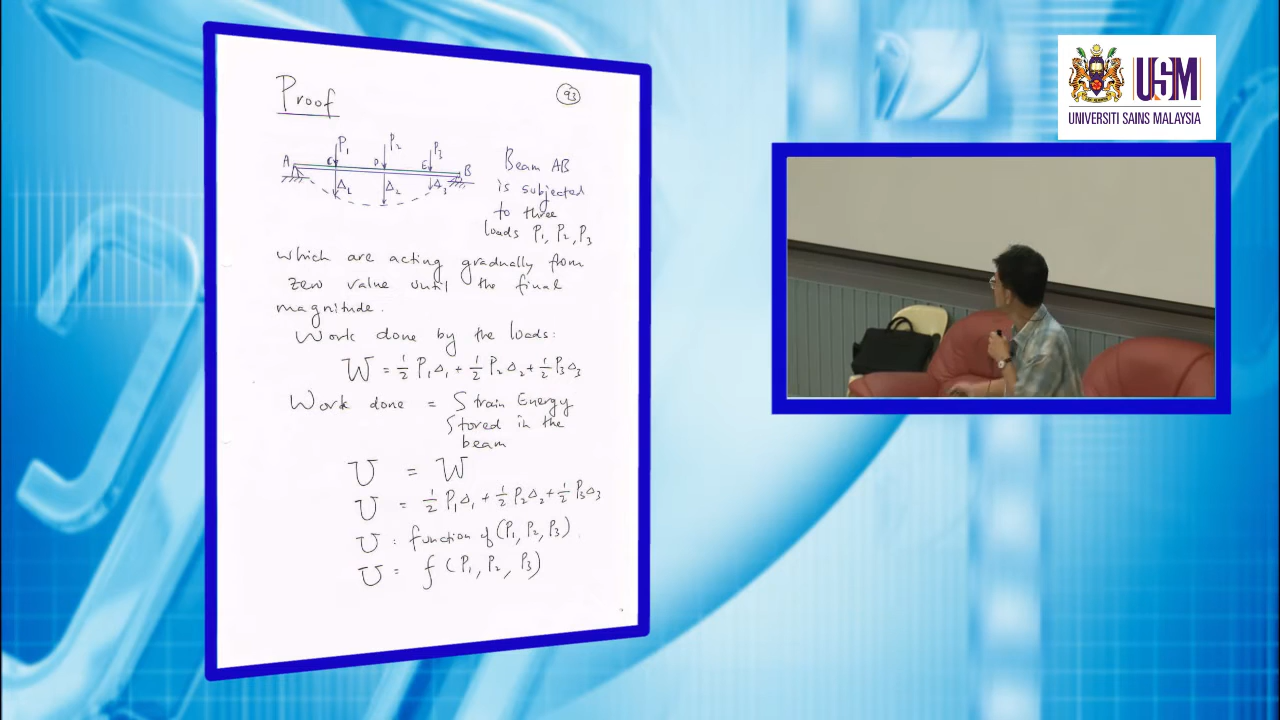 Proof
93
P1 P2 P3
A C D E B
Δ1 Δ2 Δ3
Beam AB
is subjected
to three
loads P1, P2, P3
which are acting gradually from
zero value until the final
magnitude.
Work done by the loads:
W = 1/2 P1Δ1 + 1/2 P2Δ2 + 1/2 P3Δ3
Work done = Strain Energy
Stored in the
beam
U = W
U = 1/2 P1Δ1 + 1/2 P2Δ2 + 1/2 P3Δ3
U : function of (P1, P2, P3).
U = f (P1, P2, P3)
USM
UNIVERSITI SAINS MALAYSIA